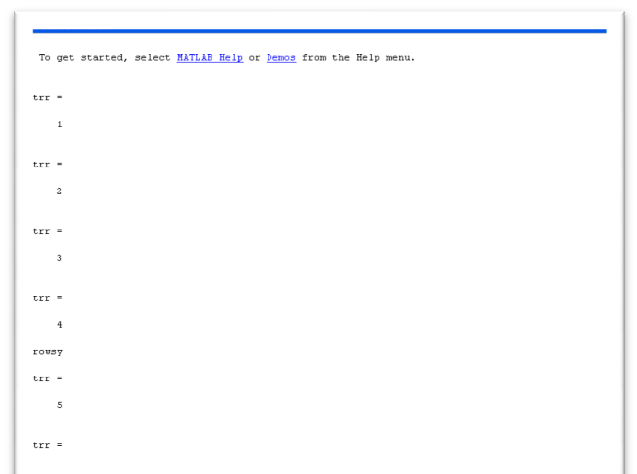 To get started, select MATLAB Help or Demos from the Help menu.
trr =
1
trr =
2
trr =
3
trr =
4
rowsy
trr =
5
trr =